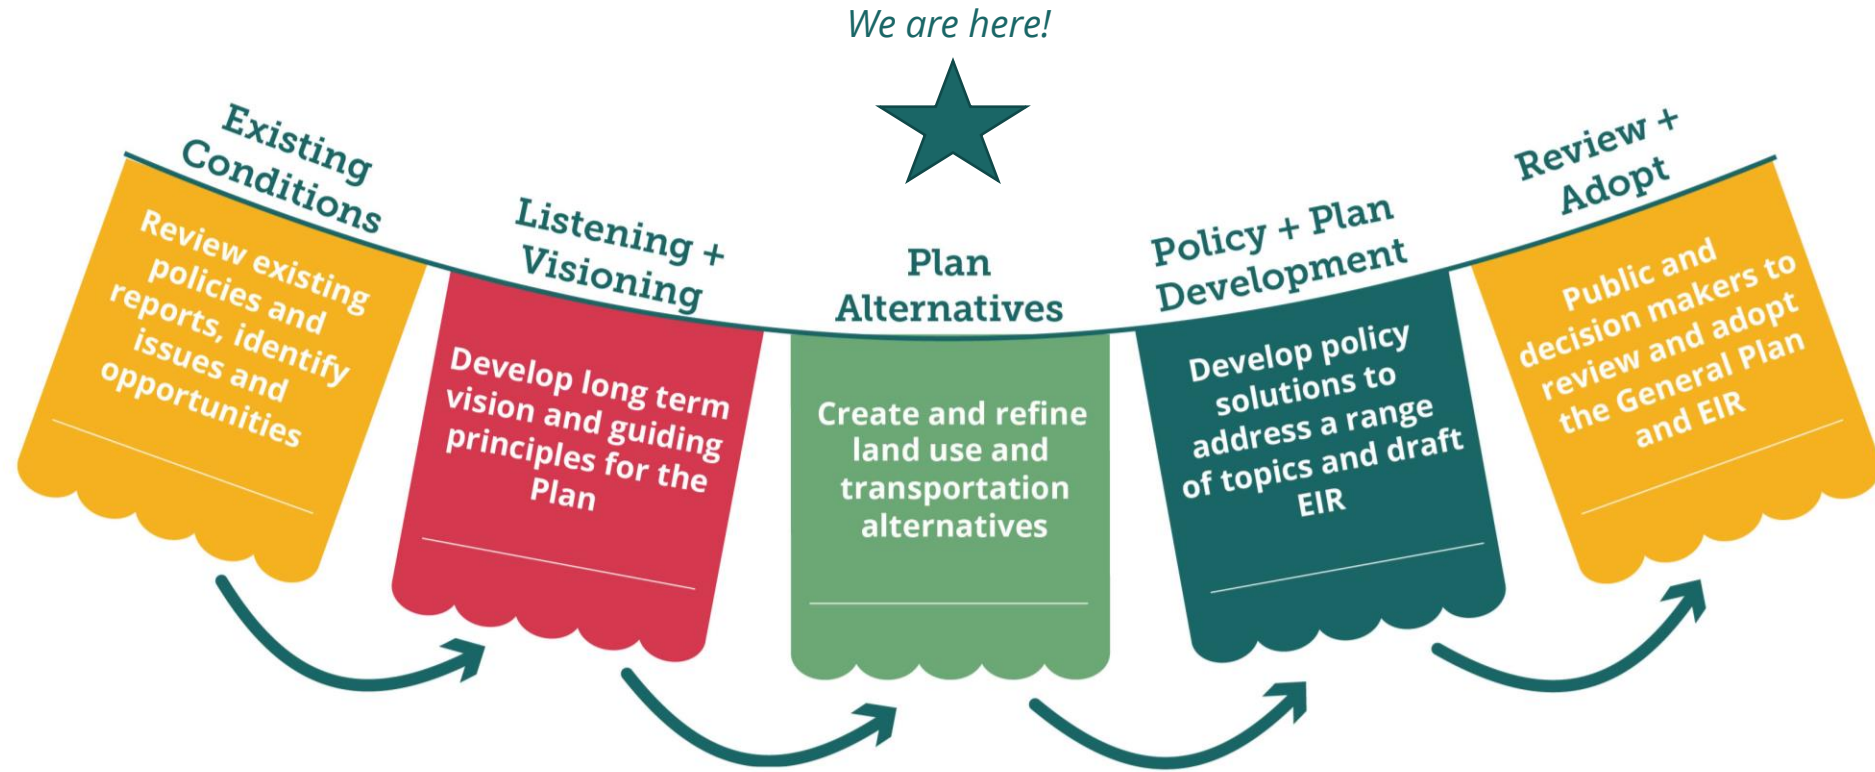 We are here!
Existing
Conditions
Review existing
policies and
reports, identify
issues and
opportunities
Listening +
Visioning
Develop long term
vision and guiding
principles for the
Plan
Plan
Alternatives
Create and refine
land use and
transportation
alternatives
Policy + Plan
Development
Develop policy
solutions to
address a range
of topics and draft
EIR
Review +
Adopt
Public and
decision makers to
review and adopt
the General Plan
and EIR